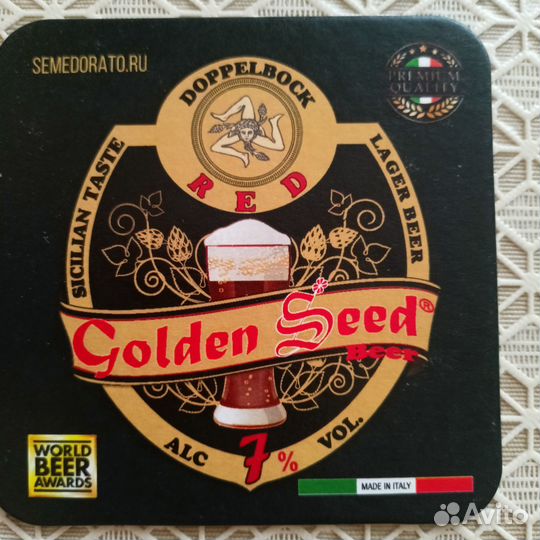 SEMEDORATO.RU
PREMIUM
QUALITY
DOPPELBOCK
RED
SICILIAN TASTE
LAGER BEER
Golden Seed®
Beer
ALC 7% VOL.
WORLD
BEER
AWARDS
MADE IN ITALY
Avito